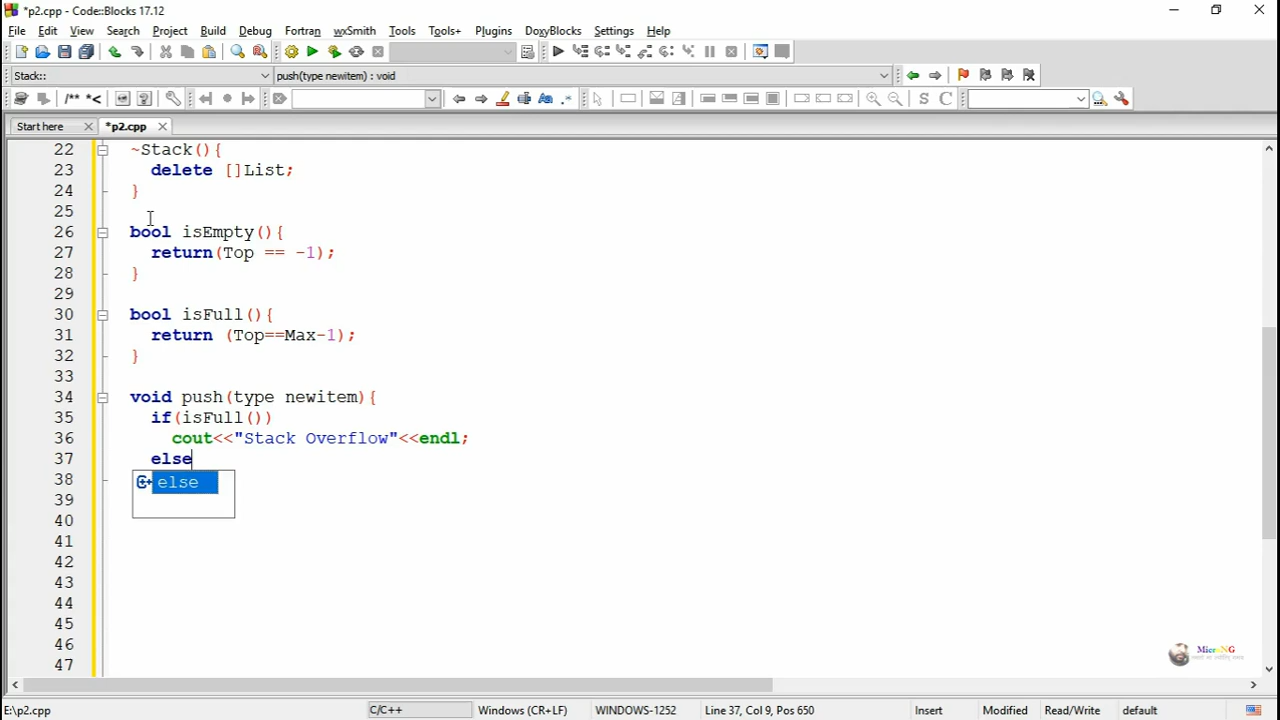 *p2.cpp - Code::Blocks 17.12
File Edit View Search Project Build Debug Fortran wxSmith Tools Tools+ Plugins DoxyBlocks Settings Help
Stack:: push(type newitem) : void
/** *<
S C
Start here *p2.cpp
22 ~Stack(){
23 delete []List;
24 }
25
26 bool isEmpty(){
27 return(Top == -1);
28 }
29
30 bool isFull(){
31 return (Top==Max-1);
32 }
33
34 void push(type newitem){
35 if(isFull())
36 cout<<"Stack Overflow"<<endl;
37 else
38 else
39
40
41
42
43
44
45
46
47
MicroNG
E:\p2.cpp C/C++ Windows (CR+LF) WINDOWS-1252 Line 37, Col 9, Pos 650 Insert Modified Read/Write default